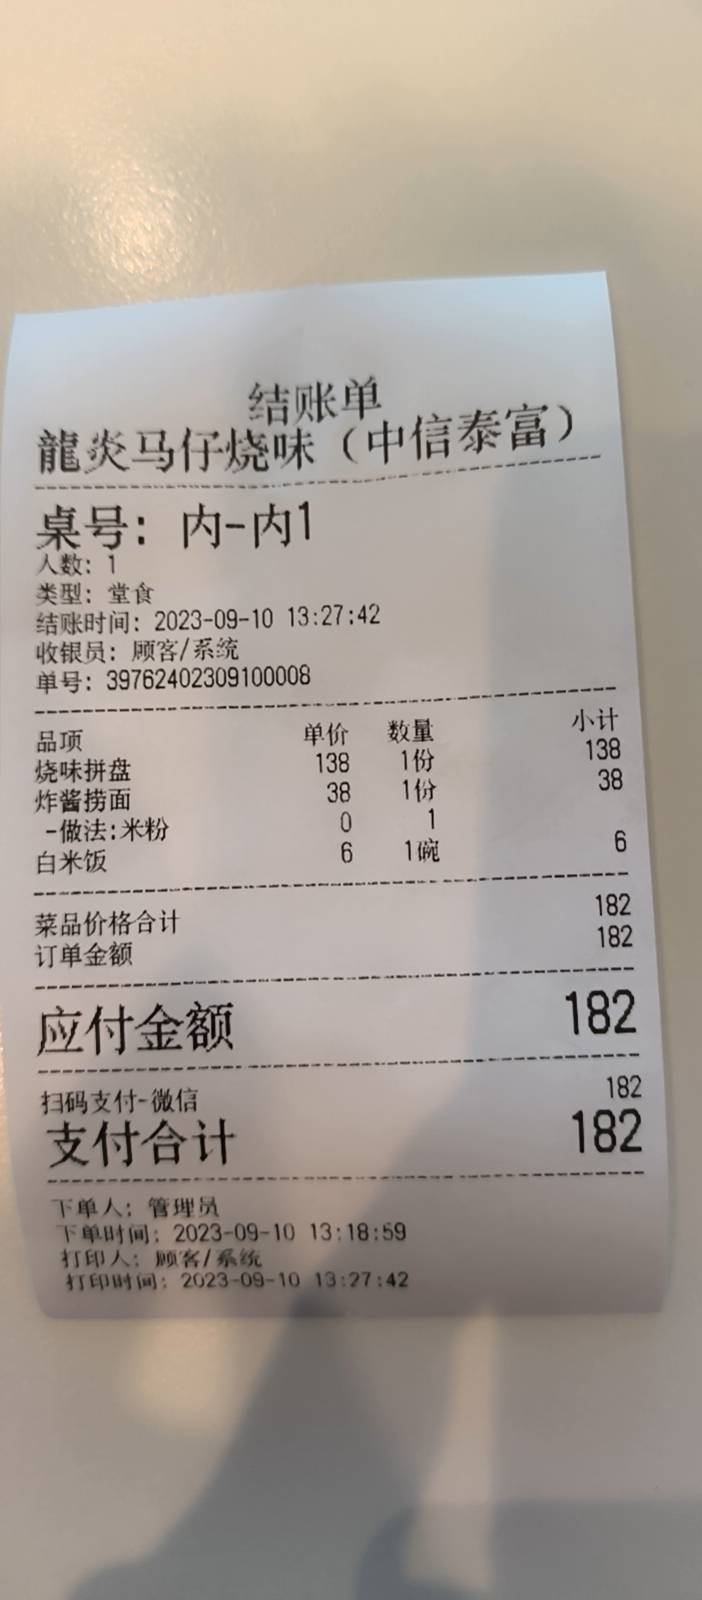 结账单
龍炎马仔烧味（中信泰富）
桌号: 内-内1
人数: 1
类型: 堂食
结账时间: 2023-09-10 13:27:42
收银员: 顾客/系统
单号: 39762402309100008
品项 单价 数量 小计
烧味拼盘 138 1份 138
炸酱捞面 38 1份 38
-做法:米粉 0 1
白米饭 6 1碗 6
菜品价格合计 182
订单金额 182
应付金额 182
扫码支付-微信 182
支付合计 182
下单人: 管理员
下单时间: 2023-09-10 13:18:59
打印人: 顾客/系统
打印时间: 2023-09-10 13:27:42